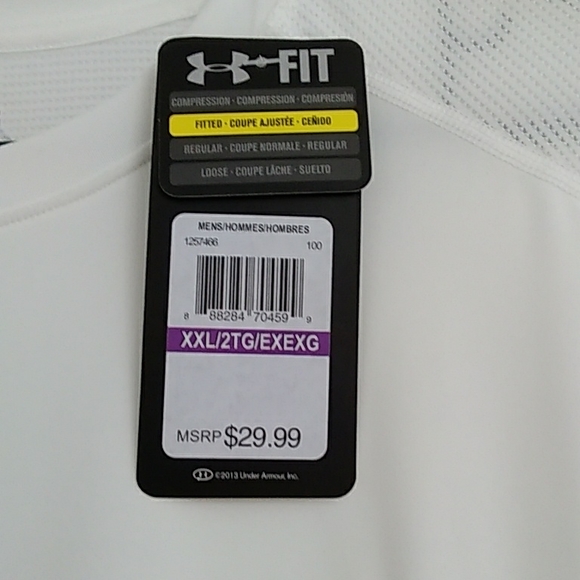 FIT
COMPRESSION · COMPRESSION · COMPRESIÓN
FITTED · COUPE AJUSTÉE · CEÑIDO
REGULAR · COUPE NORMALE · REGULAR
LOOSE · COUPE LÂCHE · SUELTO
MENS/HOMMES/HOMBRES
1257466 100
8 88284 70459 9
XXL/2TG/EXEXG
MSRP $29.99
©2013 Under Armour, Inc.